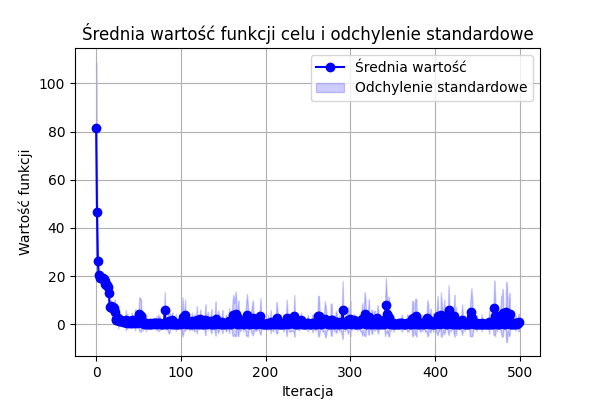 Średnia wartość funkcji celu i odchylenie standardowe
Średnia wartość
Odchylenie standardowe
Wartość funkcji
100
80
60
40
20
0
0 100 200 300 400 500
Iteracja